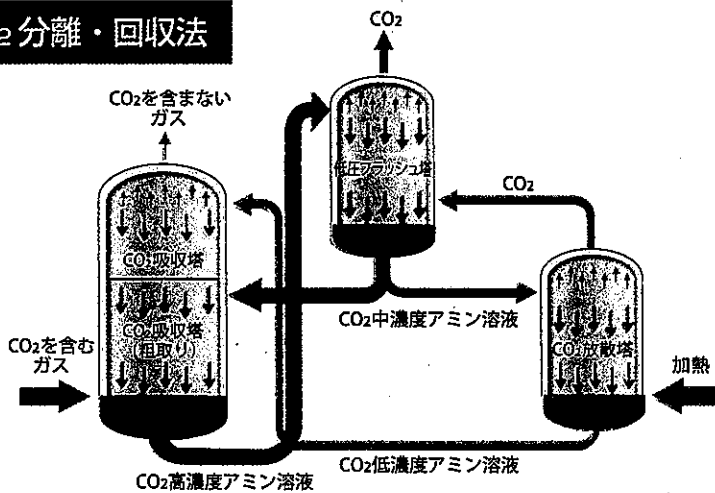 ₂分離・回収法
CO₂
CO₂を含まない
ガス
低圧フラッシュ塔
CO₂
CO₂吸収塔
CO₂吸収塔
(粗取り)
CO₂中濃度アミン溶液
CO₂放散塔
CO₂を含む
ガス
加熱
CO₂高濃度アミン溶液
CO₂低濃度アミン溶液